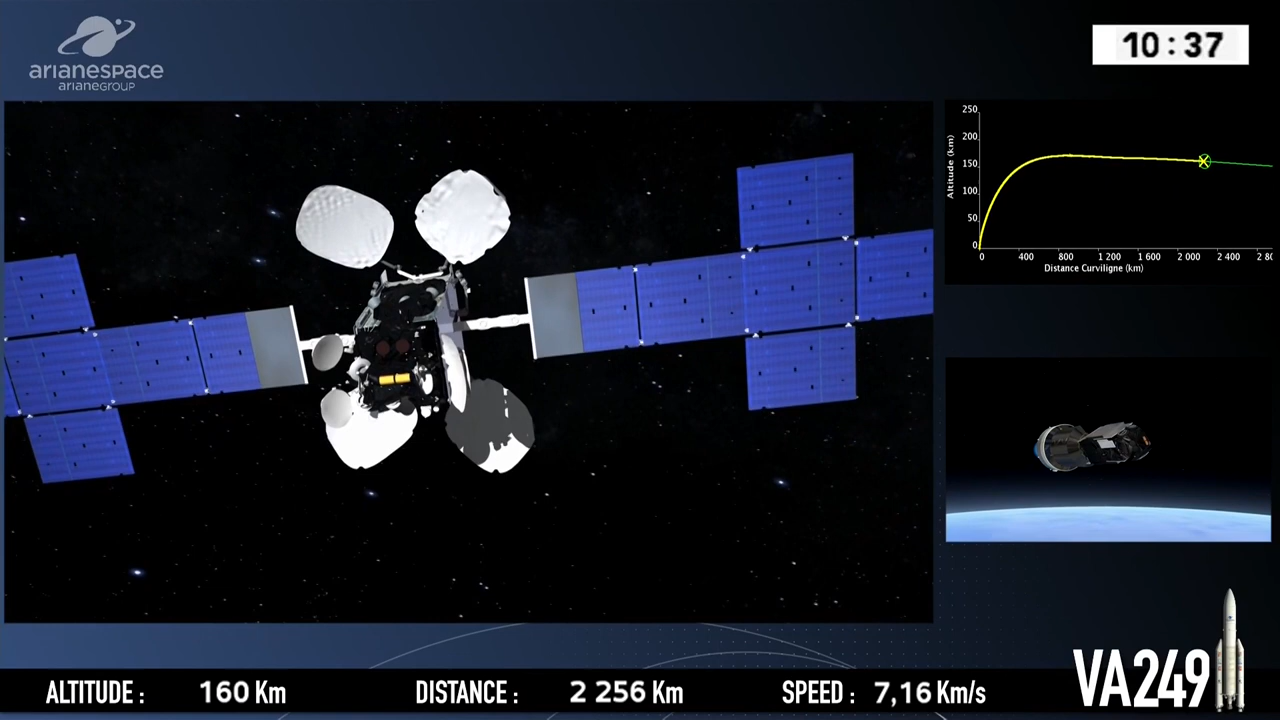 arianespace
arianegroup
10:37
250
200
150
100
50
0
Altitude (km)
0 400 800 1 200 1 600 2 000 2 400 2 80
Distance Curviligne (km)
VA249
ALTITUDE : 160 Km DISTANCE : 2 256 Km SPEED : 7,16 Km/s